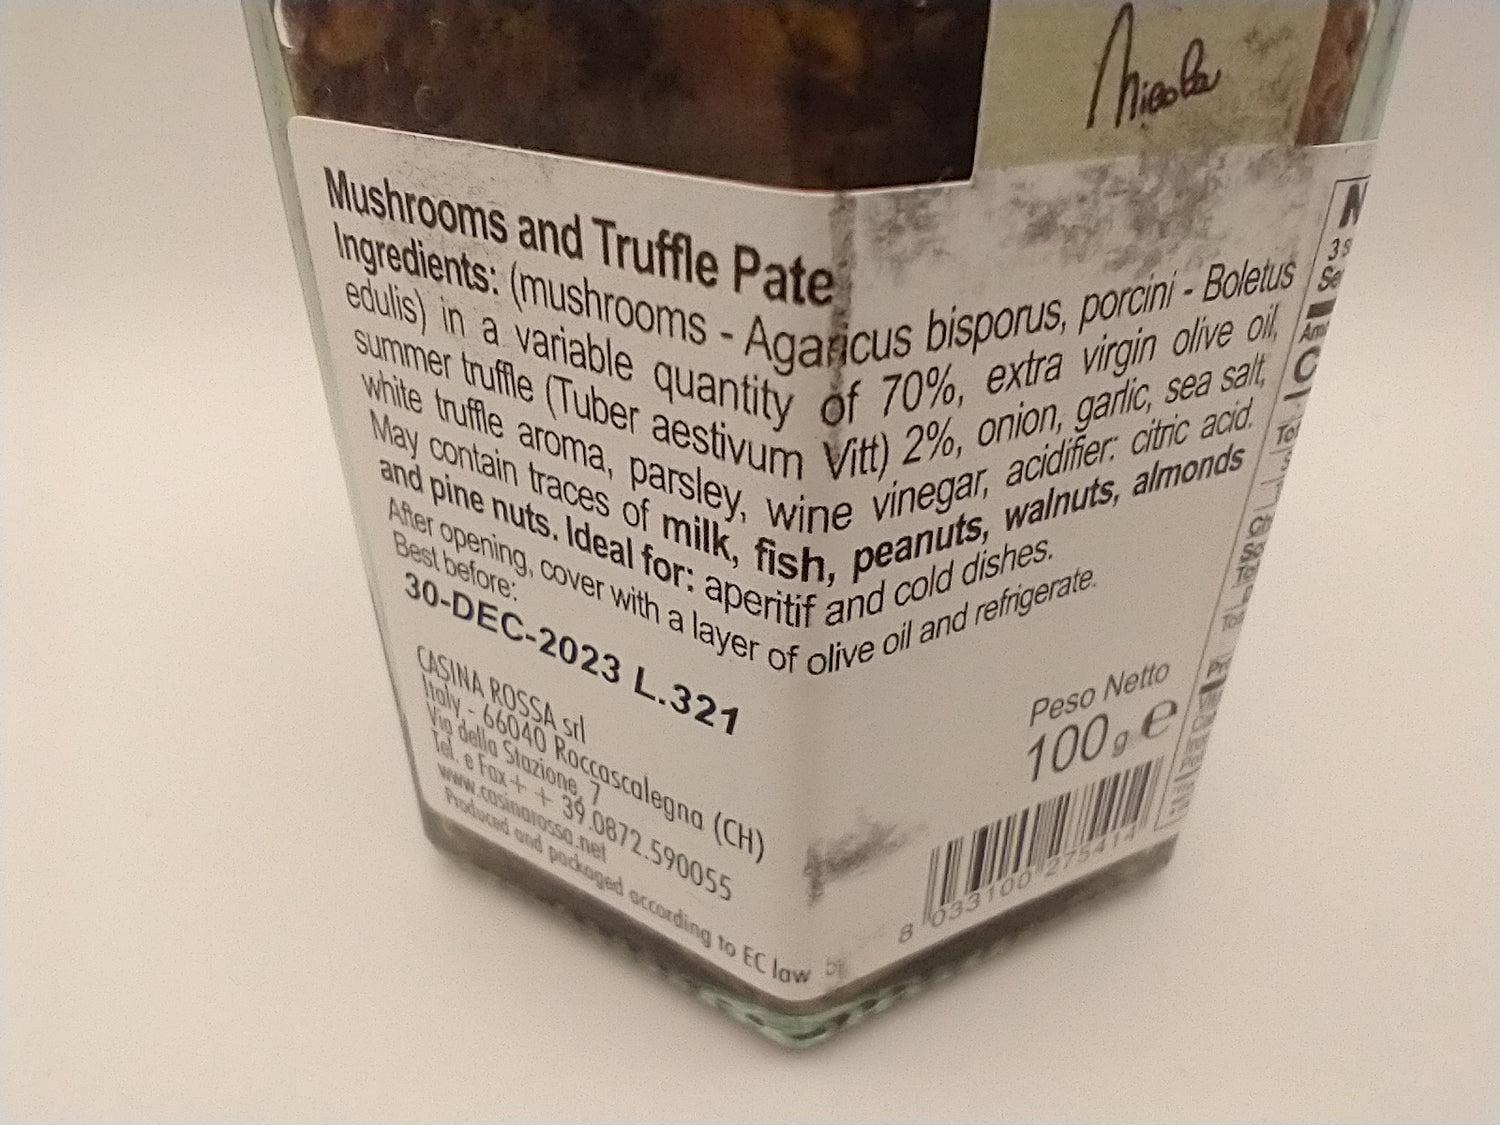 Nicola
Mushrooms and Truffle Pate
Ingredients: (mushrooms - Agaricus bisporus, porcini - Boletus
edulis) in a variable quantity of 70%, extra virgin olive oil,
summer truffle (Tuber aestivum Vitt) 2%, onion, garlic, sea salt,
white truffle aroma, parsley, wine vinegar, acidifier: citric acid.
May contain traces of milk, fish, peanuts, walnuts, almonds
and pine nuts. Ideal for: aperitif and cold dishes.
After opening, cover with a layer of olive oil and refrigerate.
Best before:
30-DEC-2023 L.321
CASINA ROSSA srl
Italy - 66040 Roccascalegna (CH)
Via della Stazione, 7
Tel. e Fax + + 39.0872.590055
www.casinarossa.net
Produced and packaged according to EC law
Peso Netto
100 g e
8 033100 275414